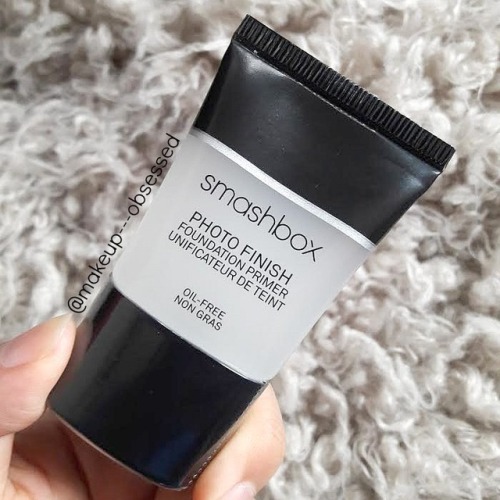 smashbox
PHOTO FINISH
FOUNDATION PRIMER
UNIFICATEUR DE TEINT
OIL-FREE
NON GRAS
@makeup---obsessed